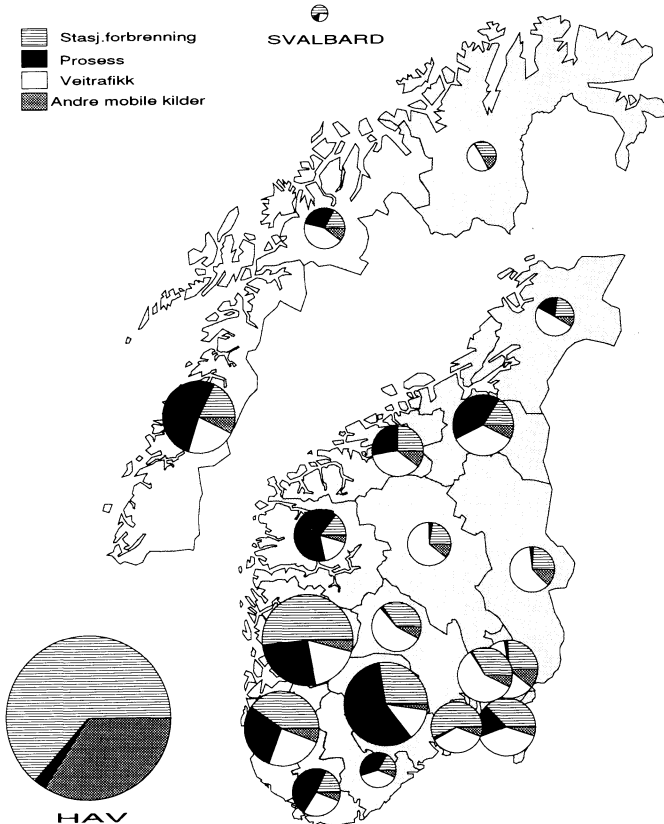 SVALBARD
Stasj.forbrenning
Prosess
Veitrafikk
Andre mobile kilder
HAV